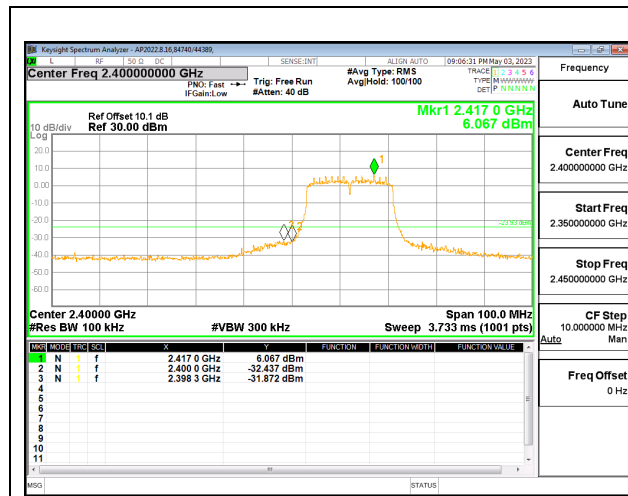 Keysight Spectrum Analyzer - AP2022.8.16,84740/44389,
L RF 50 Ω DC SENSE:INT ALIGN AUTO 09:06:31 PM May 03, 2023
Center Freq 2.400000000 GHz
PNO: Fast
IFGain:Low
Trig: Free Run
#Atten: 40 dB
#Avg Type: RMS
Avg|Hold: 100/100
TRACE 1 2 3 4 5 6
TYPE M WWWWW
DET P N N N N N
Frequency
Auto Tune
Center Freq
2.400000000 GHz
Start Freq
2.350000000 GHz
Stop Freq
2.450000000 GHz
CF Step
10.000000 MHz
Auto Man
Freq Offset
0 Hz
Mkr1 2.417 0 GHz
6.067 dBm
Ref Offset 10.1 dB
Ref 30.00 dBm
10 dB/div
Log
20.0
10.0
0.00
-10.0
-20.0
-30.0
-40.0
-50.0
-60.0
1
-23.93 dBm
Center 2.40000 GHz
#Res BW 100 kHz
#VBW 300 kHz
Span 100.0 MHz
Sweep 3.733 ms (1001 pts)
MKR MODE TRC SCL X Y FUNCTION FUNCTION WIDTH FUNCTION VALUE
1 N 1 f 2.417 0 GHz 6.067 dBm
2 N 1 f 2.400 0 GHz -32.437 dBm
3 N 1 f 2.398 3 GHz -31.872 dBm
4
5
6
7
8
9
10
11
MSG STATUS